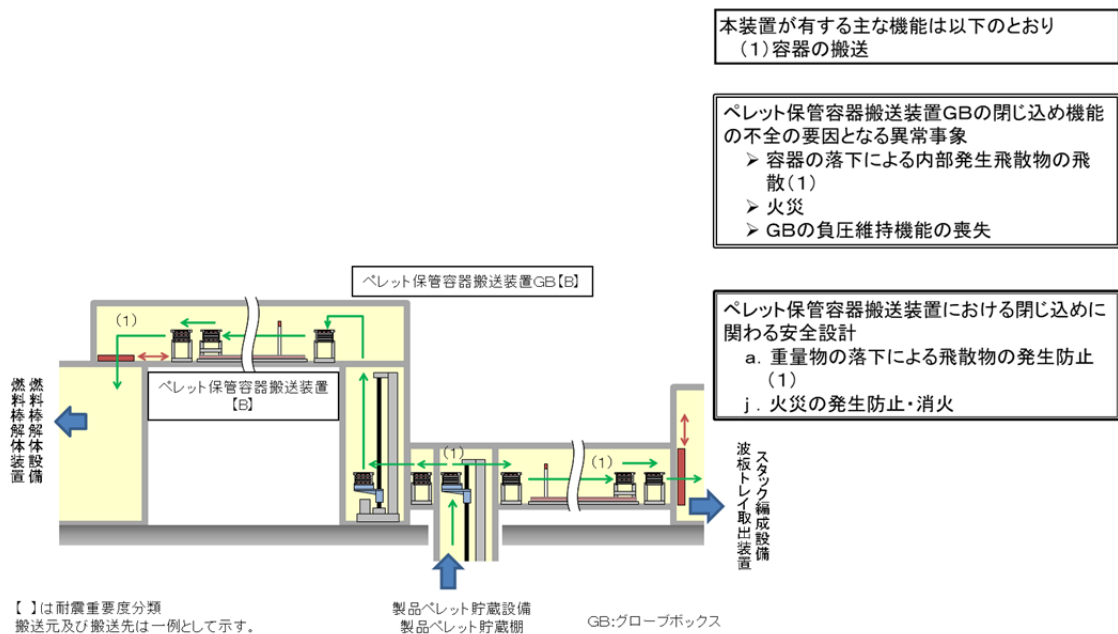 本装置が有する主な機能は以下のとおり
(1)容器の搬送
ペレット保管容器搬送装置GBの閉じ込め機能
の不全の要因となる異常事象
➢ 容器の落下による内部発生飛散物の飛
散(1)
➢ 火災
➢ GBの負圧維持機能の喪失
ペレット保管容器搬送装置における閉じ込めに
関わる安全設計
a. 重量物の落下による飛散物の発生防止
(1)
j. 火災の発生防止・消火
ペレット保管容器搬送装置GB【B】
(1)
ペレット保管容器搬送装置
【B】
燃料棒解体設備
燃料棒解体装置
(1)
(1)
スタック編成設備
波板トレイ取出装置
製品ペレット貯蔵設備
製品ペレット貯蔵棚
GB:グローブボックス
【 】は耐震重要度分類
搬送元及び搬送先は一例として示す。